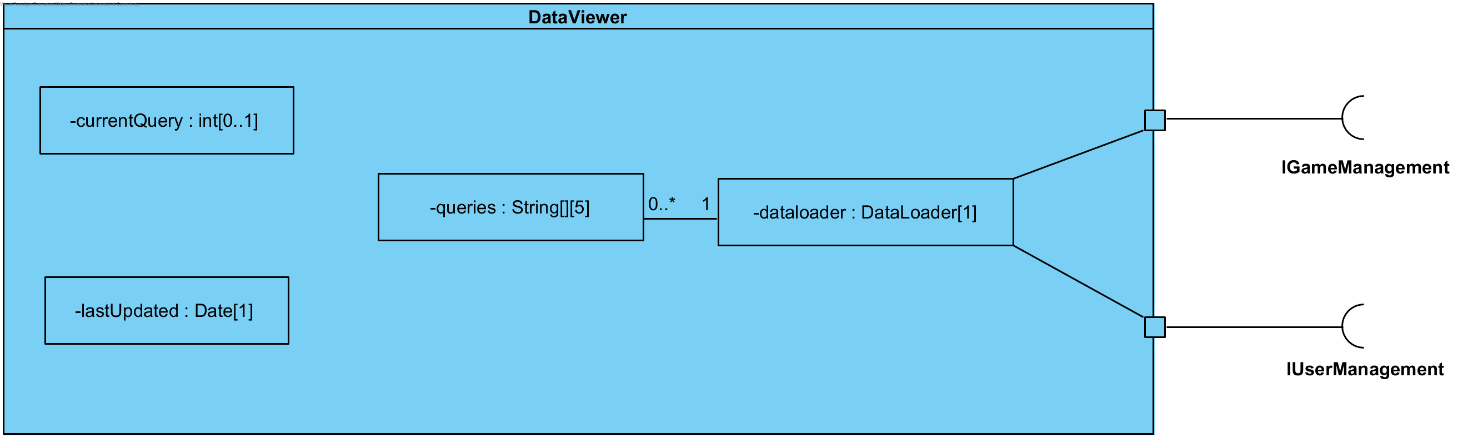 DataViewer
-currentQuery : int[0..1]
IGameManagement
-queries : String[][5]
0..*
1
-dataloader : DataLoader[1]
-lastUpdated : Date[1]
IUserManagement